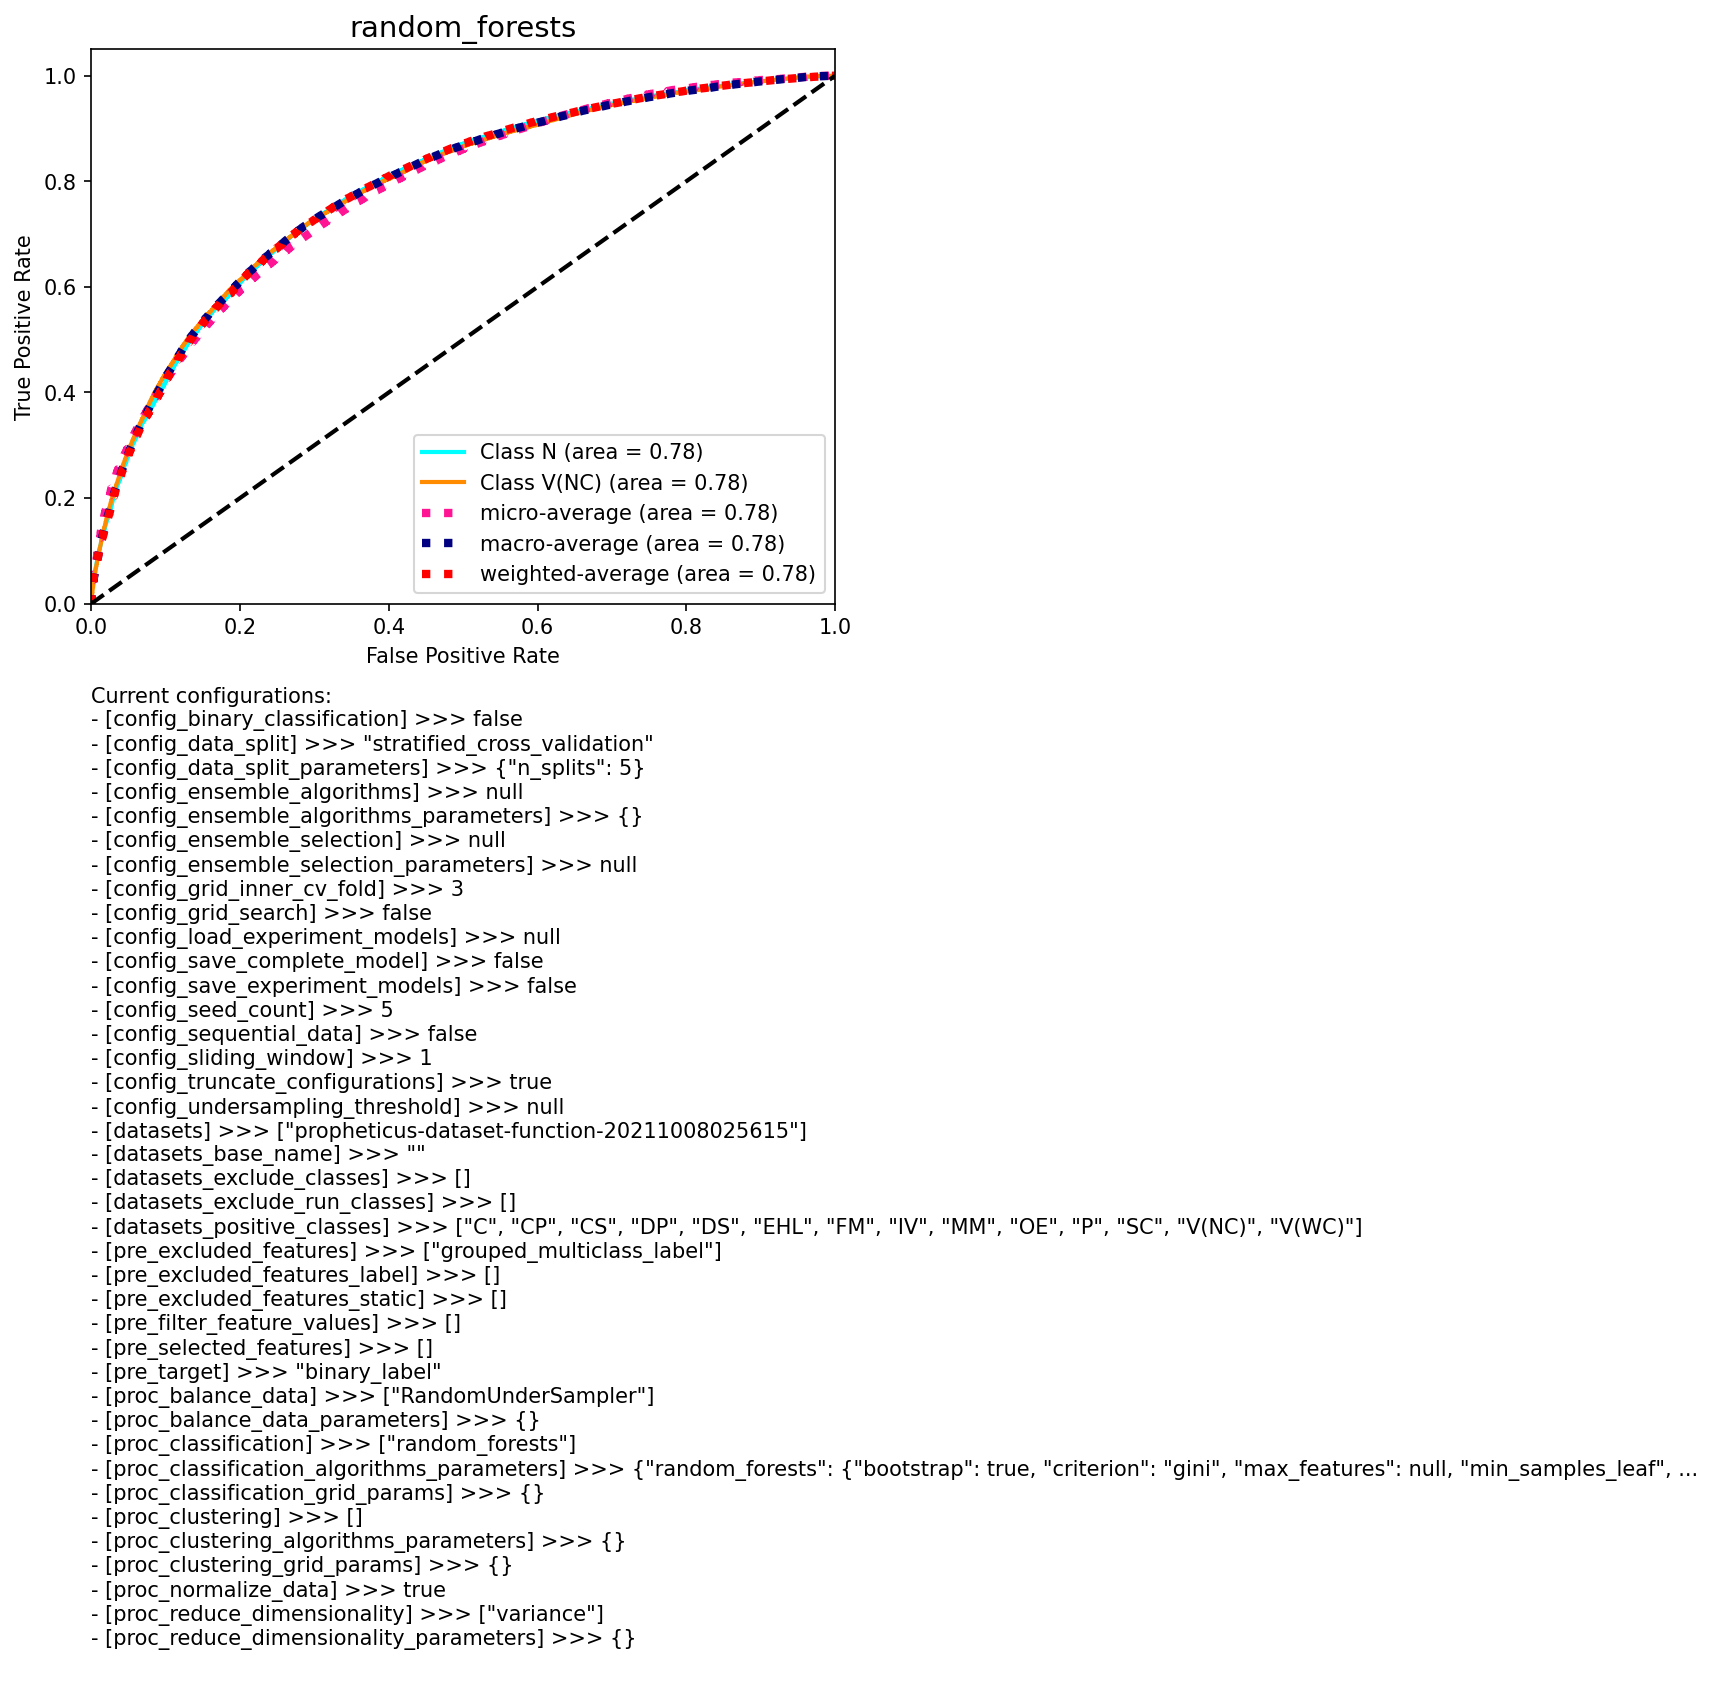 random_forests
1.0
0.8
0.6
0.4
0.2
0.0
True Positive Rate
Class N (area = 0.78)
Class V(NC) (area = 0.78)
micro-average (area = 0.78)
macro-average (area = 0.78)
weighted-average (area = 0.78)
0.0 0.2 0.4 0.6 0.8 1.0
False Positive Rate
Current configurations:
- [config_binary_classification] >>> false
- [config_data_split] >>> "stratified_cross_validation"
- [config_data_split_parameters] >>> {"n_splits": 5}
- [config_ensemble_algorithms] >>> null
- [config_ensemble_algorithms_parameters] >>> {}
- [config_ensemble_selection] >>> null
- [config_ensemble_selection_parameters] >>> null
- [config_grid_inner_cv_fold] >>> 3
- [config_grid_search] >>> false
- [config_load_experiment_models] >>> null
- [config_save_complete_model] >>> false
- [config_save_experiment_models] >>> false
- [config_seed_count] >>> 5
- [config_sequential_data] >>> false
- [config_sliding_window] >>> 1
- [config_truncate_configurations] >>> true
- [config_undersampling_threshold] >>> null
- [datasets] >>> ["propheticus-dataset-function-20211008025615"]
- [datasets_base_name] >>> ""
- [datasets_exclude_classes] >>> []
- [datasets_exclude_run_classes] >>> []
- [datasets_positive_classes] >>> ["C", "CP", "CS", "DP", "DS", "EHL", "FM", "IV", "MM", "OE", "P", "SC", "V(NC)", "V(WC)"]
- [pre_excluded_features] >>> ["grouped_multiclass_label"]
- [pre_excluded_features_label] >>> []
- [pre_excluded_features_static] >>> []
- [pre_filter_feature_values] >>> []
- [pre_selected_features] >>> []
- [pre_target] >>> "binary_label"
- [proc_balance_data] >>> ["RandomUnderSampler"]
- [proc_balance_data_parameters] >>> {}
- [proc_classification] >>> ["random_forests"]
- [proc_classification_algorithms_parameters] >>> {"random_forests": {"bootstrap": true, "criterion": "gini", "max_features": null, "min_samples_leaf", ...
- [proc_classification_grid_params] >>> {}
- [proc_clustering] >>> []
- [proc_clustering_algorithms_parameters] >>> {}
- [proc_clustering_grid_params] >>> {}
- [proc_normalize_data] >>> true
- [proc_reduce_dimensionality] >>> ["variance"]
- [proc_reduce_dimensionality_parameters] >>> {}